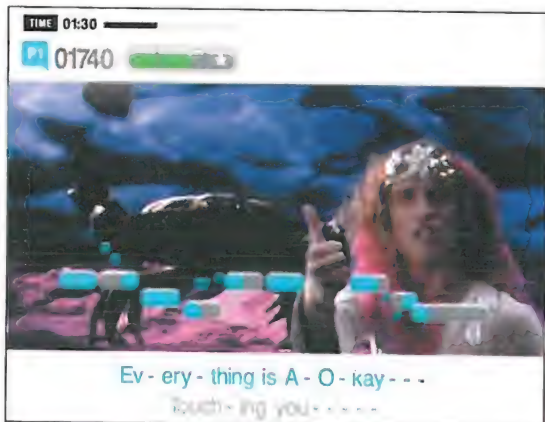 TIME 01:30
P1 01740
Ev - ery - thing is A - O - kay - - -
Touch - ing you - - - - -